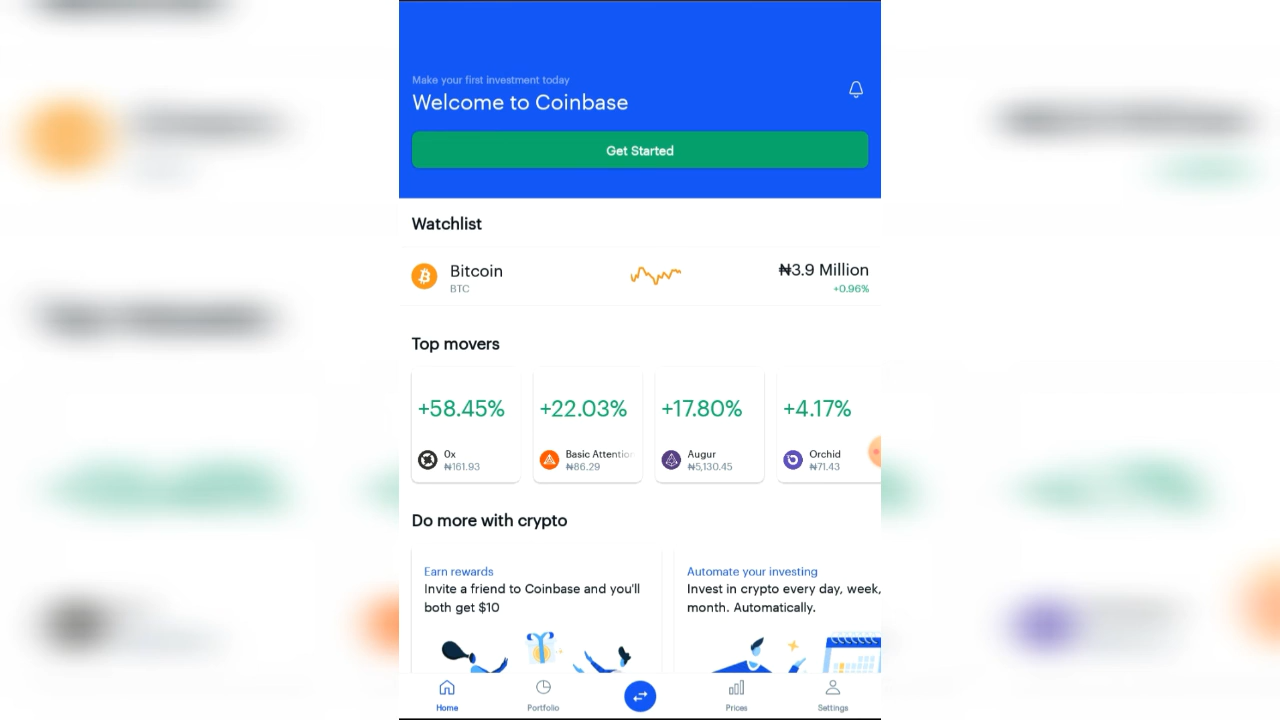 Make your first investment today
Welcome to Coinbase
Get Started
Watchlist
Bitcoin
BTC
₦3.9 Million
+0.96%
Top movers
+58.45%
0x
₦161.93
+22.03%
Basic Attention
₦86.29
+17.80%
Augur
₦5,130.45
+4.17%
Orchid
₦71.43
Do more with crypto
Earn rewards
Invite a friend to Coinbase and you'll
both get $10
Automate your investing
Invest in crypto every day, week,
month. Automatically.
Home
Portfolio
Prices
Settings